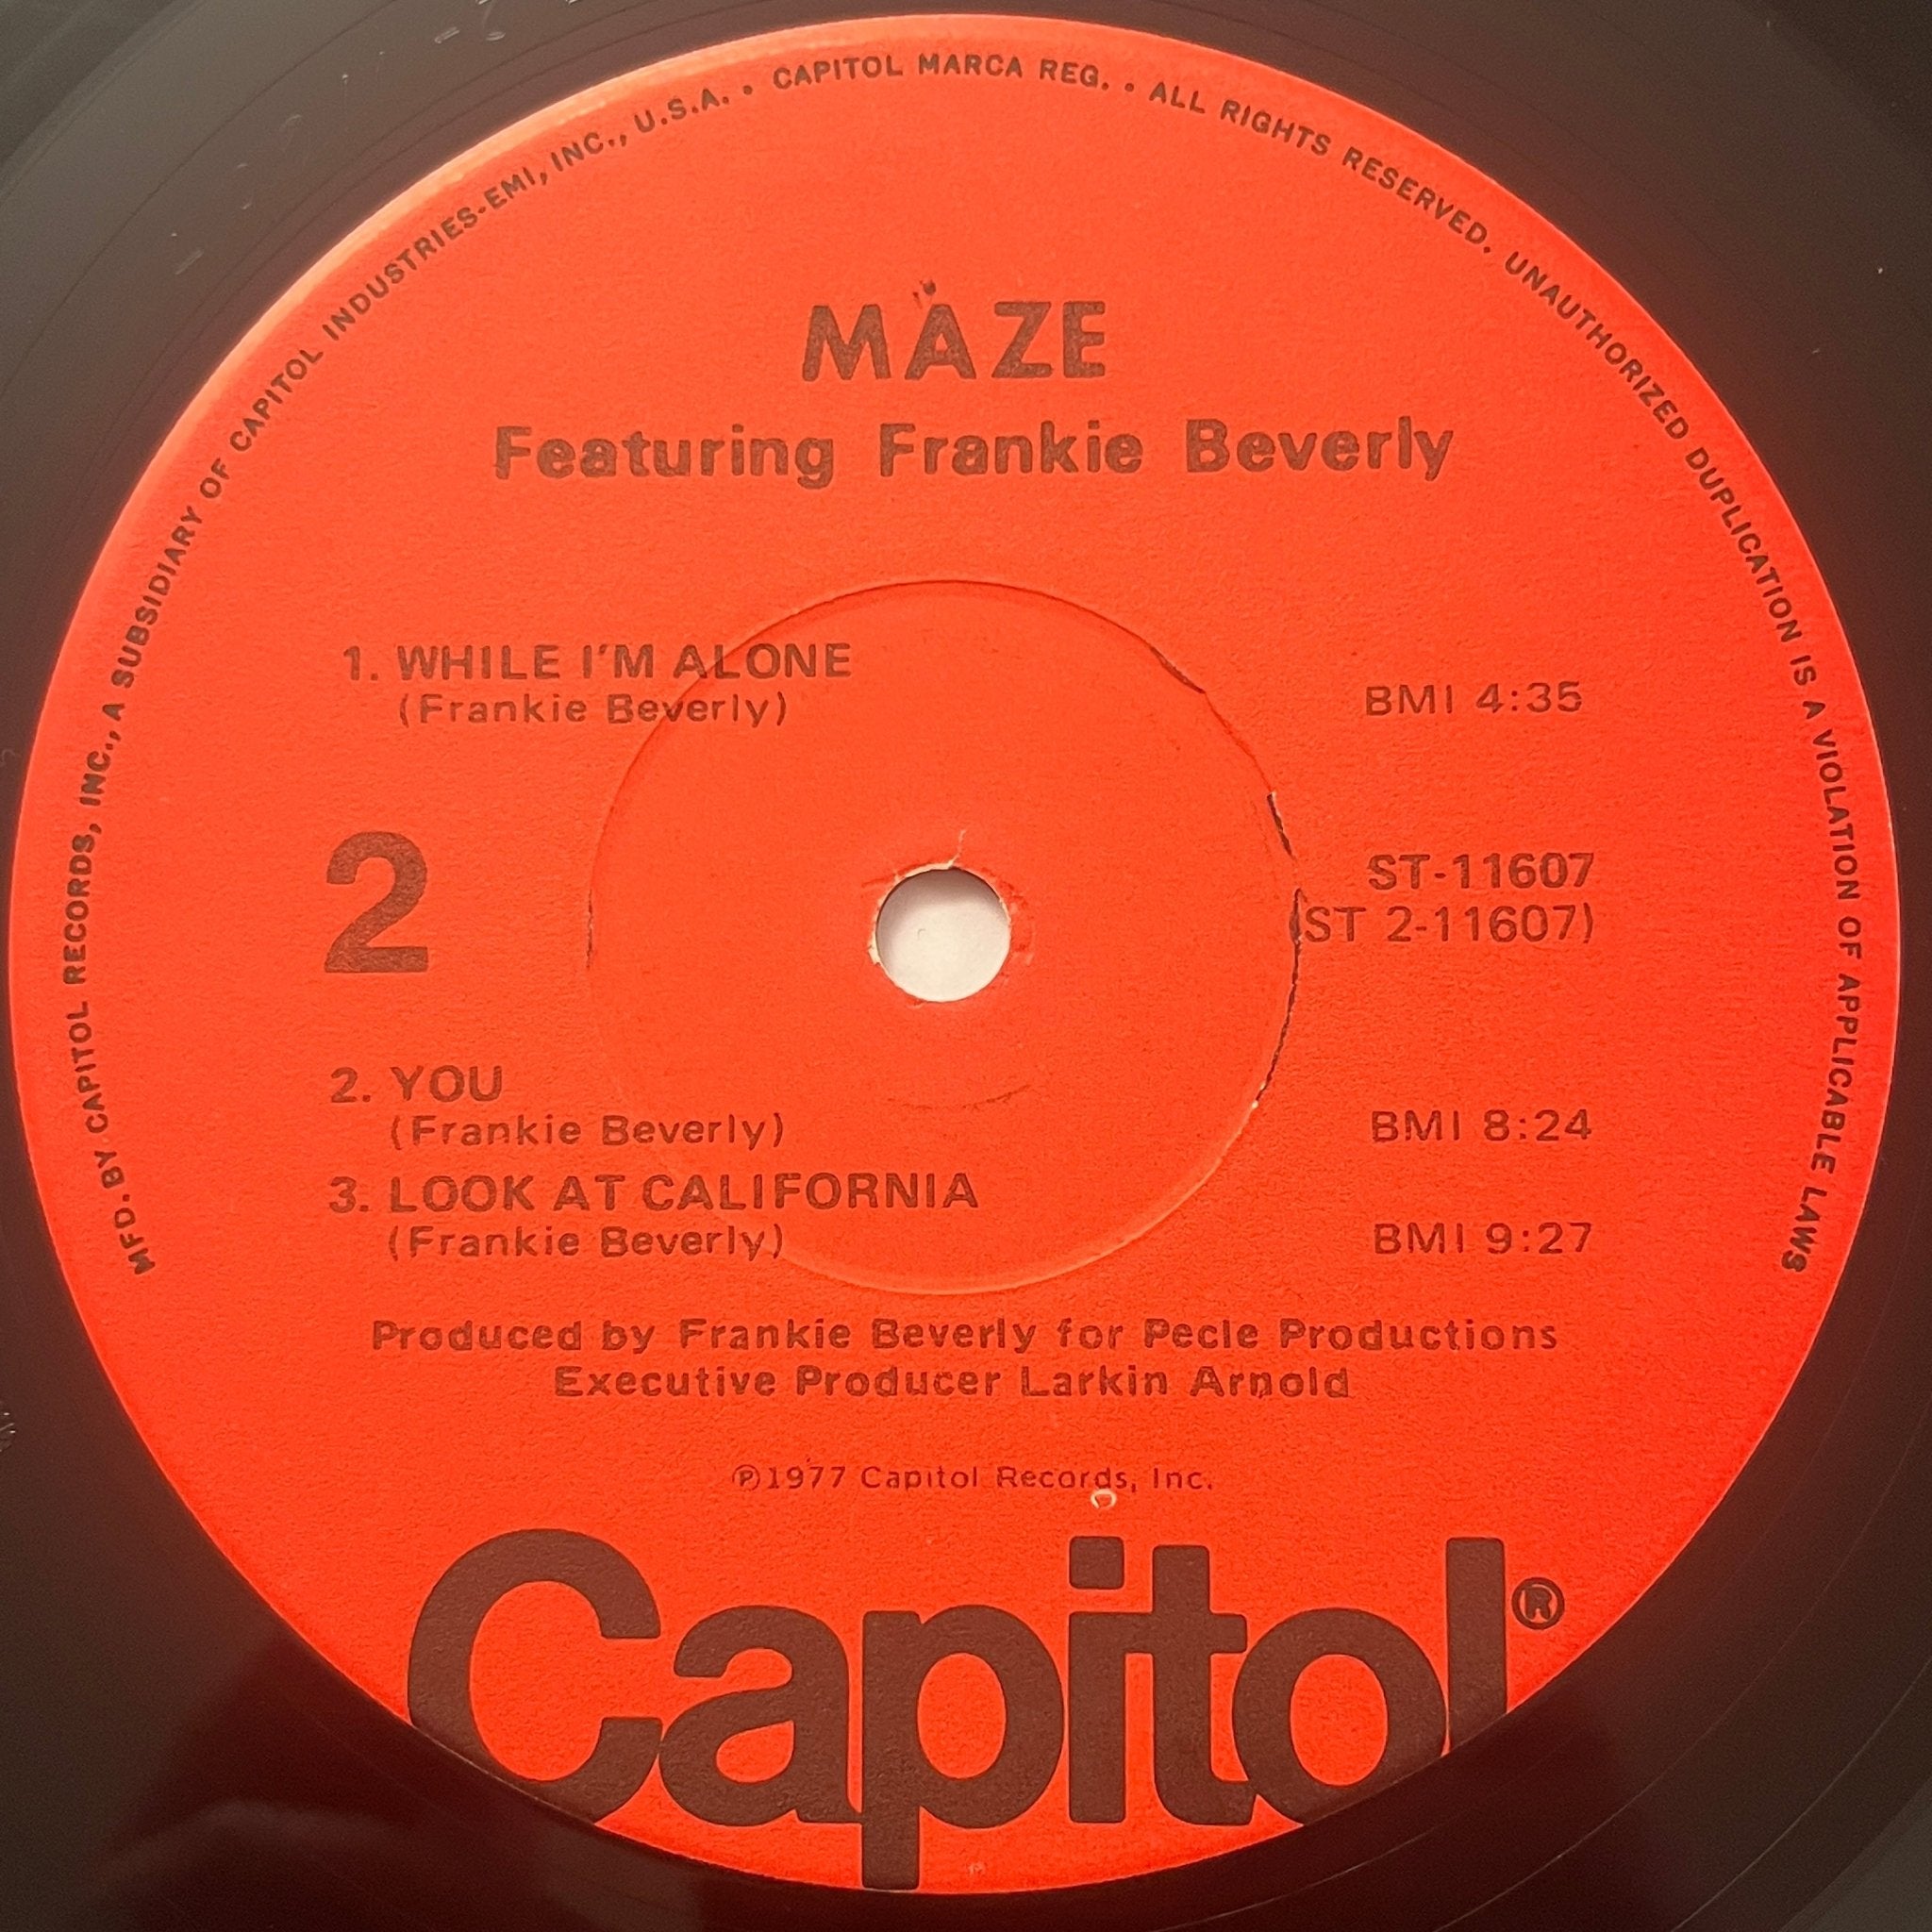 MFD. BY CAPITOL RECORDS, INC., A SUBSIDIARY OF CAPITOL INDUSTRIES-EMI, INC., U.S.A. • CAPITOL MARCA REG. • ALL RIGHTS RESERVED. UNAUTHORIZED DUPLICATION IS A VIOLATION OF APPLICABLE LAWS
MAZE
Featuring Frankie Beverly
1. WHILE I'M ALONE
(Frankie Beverly) BMI 4:35
2
ST-11607
(ST 2-11607)
2. YOU
(Frankie Beverly) BMI 8:24
3. LOOK AT CALIFORNIA
(Frankie Beverly) BMI 9:27
Produced by Frankie Beverly for Pecle Productions
Executive Producer Larkin Arnold
℗1977 Capitol Records, Inc.
Capitol®